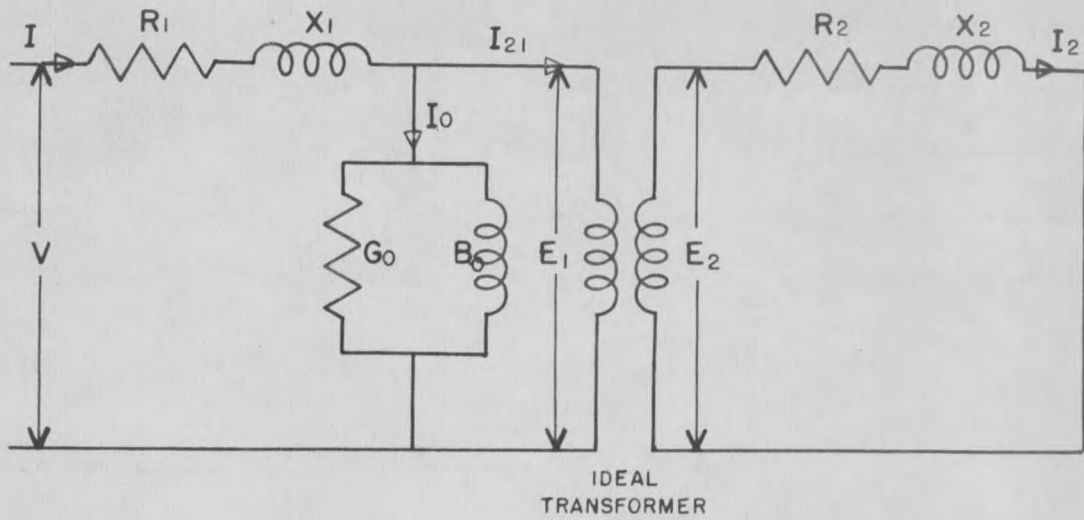 I
R1
X1
I21
R2
X2
I2
I0
V
G0
B0
E1
E2
IDEAL
TRANSFORMER